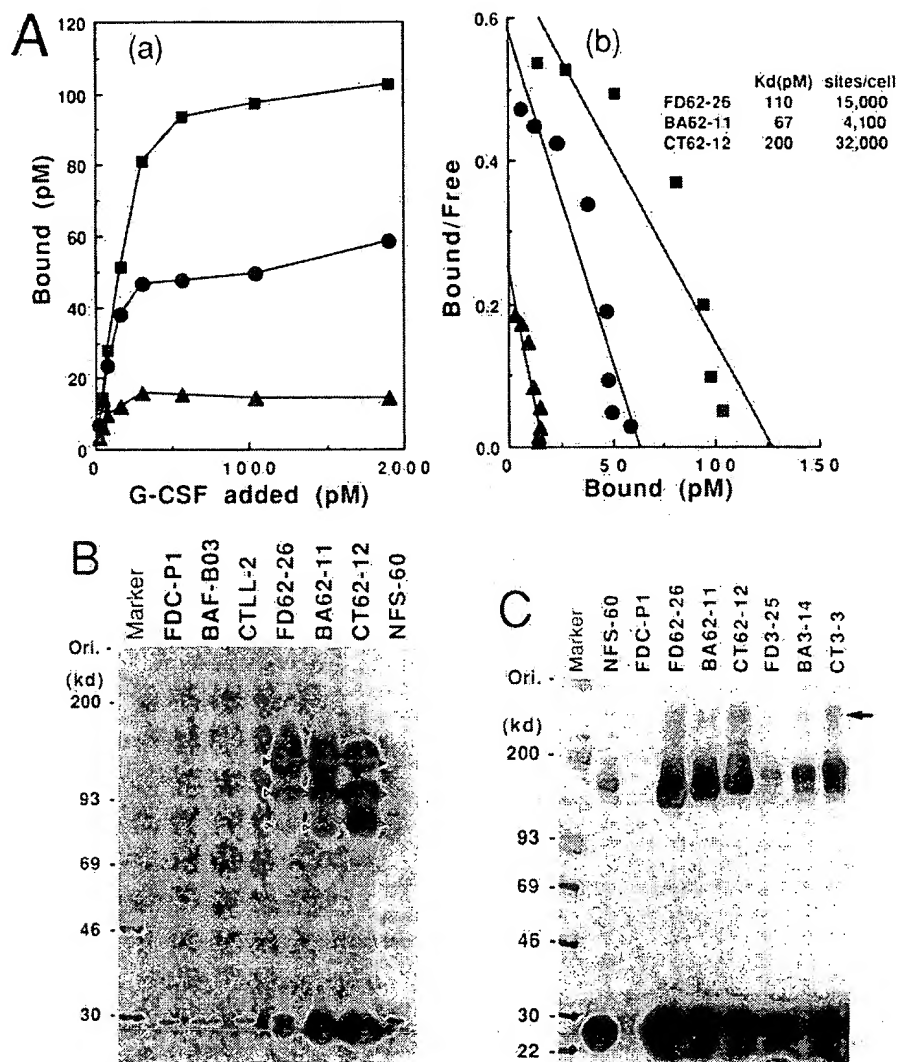 A
(a)
120
100
80
60
40
20
0
Bound (pM)
0 1000 2000
G-CSF added (pM)
(b)
0.6
0.4
0.2
0.0
Bound/Free
0 50 100 150
Bound (pM)
Kd(pM) sites/cell
FD62-26 110 15,000
BA62-11 67 4,100
CT62-12 200 32,000
B
Marker
FDC-P1
BAF-B03
CTLL-2
FD62-26
BA62-11
CT62-12
NFS-60
Ori. -
(kd)
200 -
93 -
69 -
46 -
30 -
C
Marker
NFS-60
FDC-P1
FD62-26
BA62-11
CT62-12
FD3-25
BA3-14
CT3-3
Ori. -
(kd)
200 -
93 -
69 -
46 -
30 -
22 -